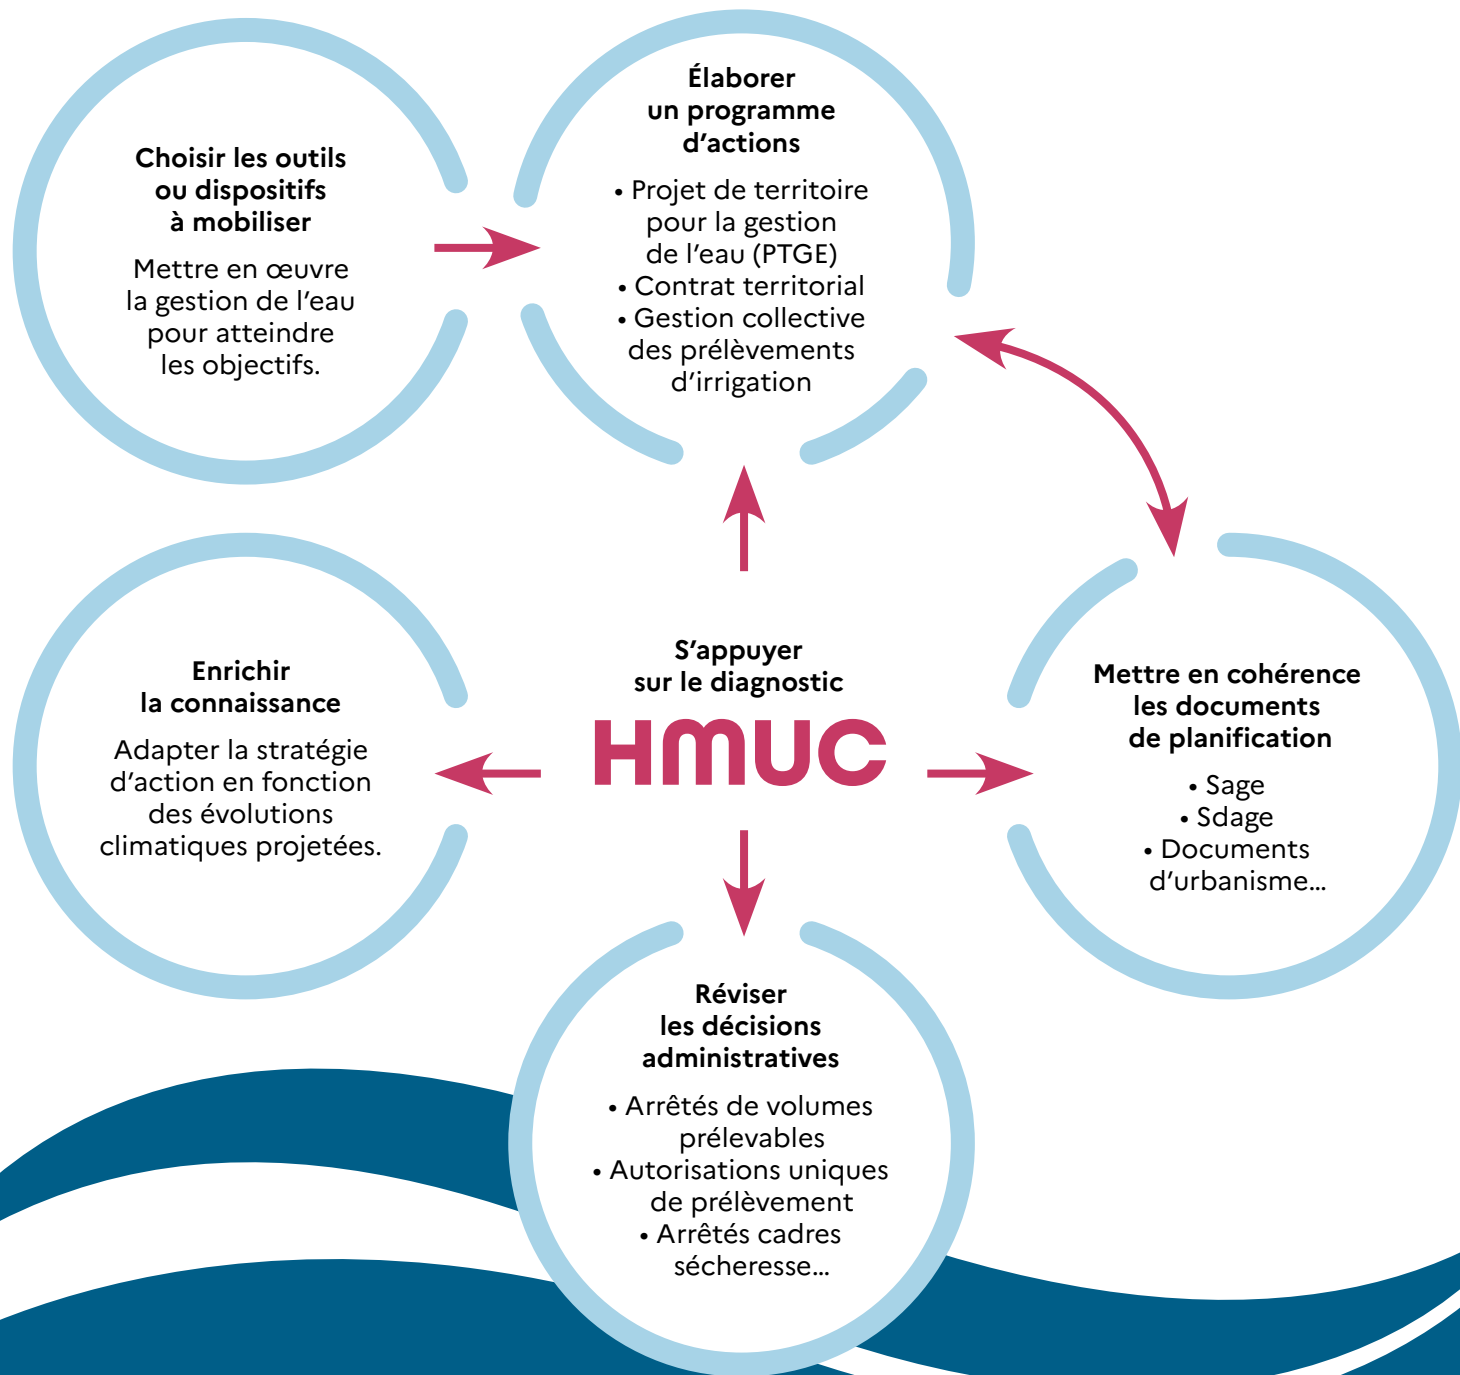 Choisir les outils
ou dispositifs
à mobiliser
Mettre en œuvre
la gestion de l’eau
pour atteindre
les objectifs.
Élaborer
un programme
d’actions
• Projet de territoire
pour la gestion
de l’eau (PTGE)
• Contrat territorial
• Gestion collective
des prélèvements
d’irrigation
Enrichir
la connaissance
Adapter la stratégie
d’action en fonction
des évolutions
climatiques projetées.
S’appuyer
sur le diagnostic
HMUC
Mettre en cohérence
les documents
de planification
• Sage
• Sdage
• Documents
d’urbanisme…
Réviser
les décisions
administratives
• Arrêtés de volumes
prélevables
• Autorisations uniques
de prélèvement
• Arrêtés cadres
sécheresse…